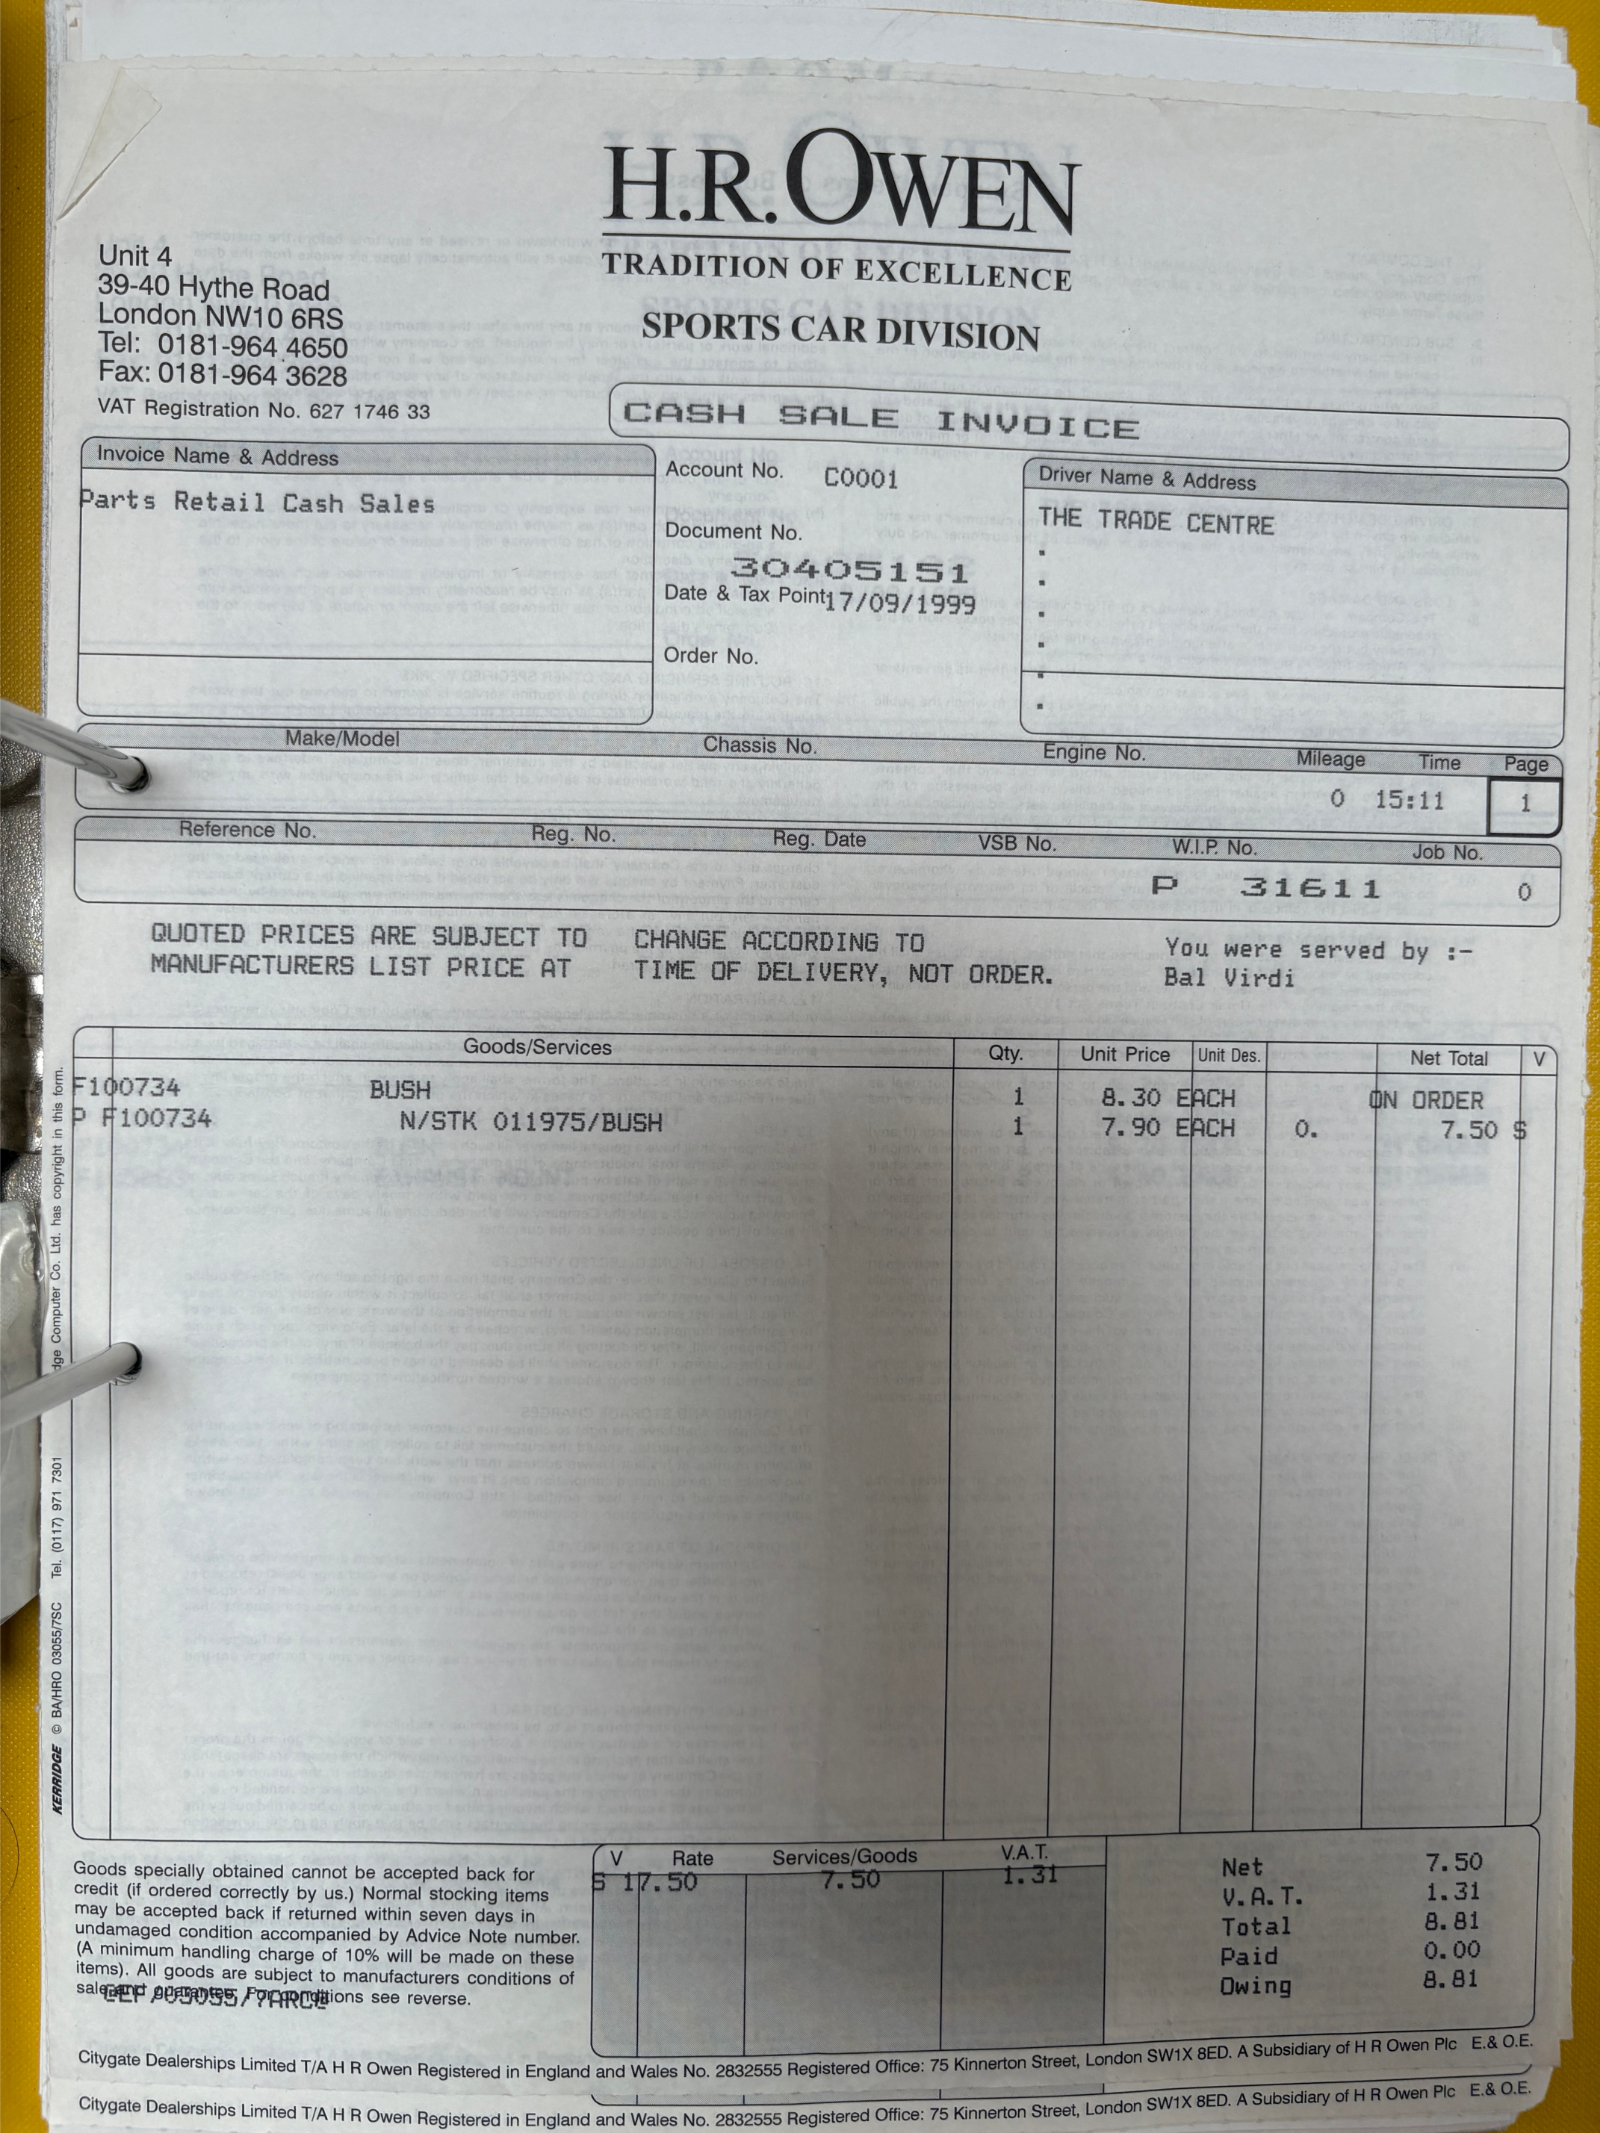 H.R. OWEN
TRADITION OF EXCELLENCE
SPORTS CAR DIVISION
Unit 4
39-40 Hythe Road
London NW10 6RS
Tel: 0181-964 4650
Fax: 0181-964 3628
VAT Registration No. 627 1746 33
CASH SALE INVOICE
Invoice Name & Address
Parts Retail Cash Sales
Account No. C0001
Document No.
30405151
Date & Tax Point 17/09/1999
Order No.
Driver Name & Address
THE TRADE CENTRE
.
.
.
.
.
.
Make/Model Chassis No. Engine No. Mileage Time Page
0 15:11 1
Reference No. Reg. No. Reg. Date VSB No. W.I.P. No. Job No.
P 31611 0
QUOTED PRICES ARE SUBJECT TO CHANGE ACCORDING TO
MANUFACTURERS LIST PRICE AT TIME OF DELIVERY, NOT ORDER.
You were served by :-
Bal Virdi
Goods/Services Qty. Unit Price Unit Des. Net Total V
F100734 BUSH 1 8.30 EACH ON ORDER
P F100734 N/STK 011975/BUSH 1 7.90 EACH 0. 7.50 S
KERRIDGE © BA/HRO 03055/7SC Tel. (0117) 971 7301 dge Computer Co. Ltd. has copyright in this form.
Goods specially obtained cannot be accepted back for
credit (if ordered correctly by us.) Normal stocking items
may be accepted back if returned within seven days in
undamaged condition accompanied by Advice Note number.
(A minimum handling charge of 10% will be made on these
items). All goods are subject to manufacturers conditions of
sale and guarantee. For conditions see reverse.
V Rate Services/Goods V.A.T.
S 17.50 7.50 1.31
Net 7.50
V.A.T. 1.31
Total 8.81
Paid 0.00
Owing 8.81
Citygate Dealerships Limited T/A H R Owen Registered in England and Wales No. 2832555 Registered Office: 75 Kinnerton Street, London SW1X 8ED. A Subsidiary of H R Owen Plc E.& O.E.
Citygate Dealerships Limited T/A H R Owen Registered in England and Wales No. 2832555 Registered Office: 75 Kinnerton Street, London SW1X 8ED. A Subsidiary of H R Owen Plc E.& O.E.